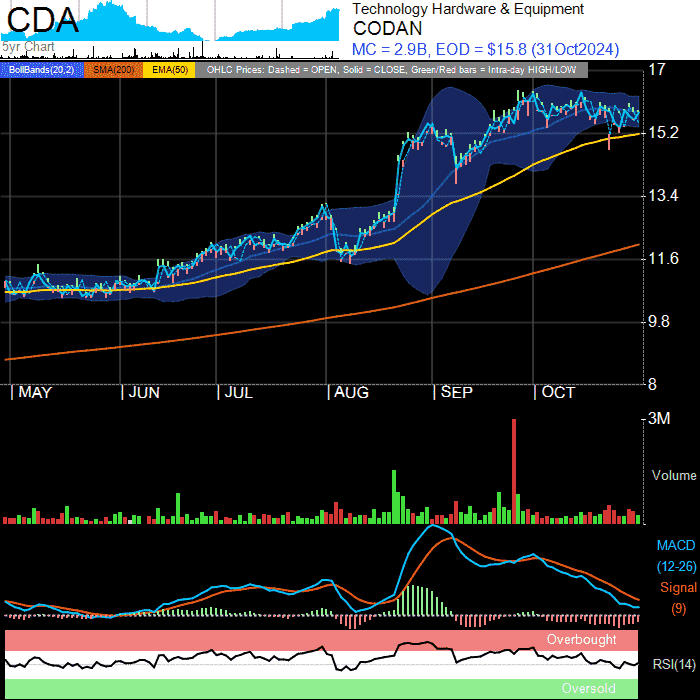 CDA
5yr Chart
Technology Hardware & Equipment
CODAN
MC = 2.9B, EOD = $15.8 (31Oct2024)
BollBands(20,2) SMA(200) EMA(50) OHLC Prices: Dashed = OPEN, Solid = CLOSE, Green/Red bars = Intra-day HIGH/LOW
17
15.2
13.4
11.6
9.8
8
MAY JUN JUL AUG SEP OCT
3M
Volume
MACD
(12-26)
Signal
(9)
Overbought
RSI(14)
Oversold